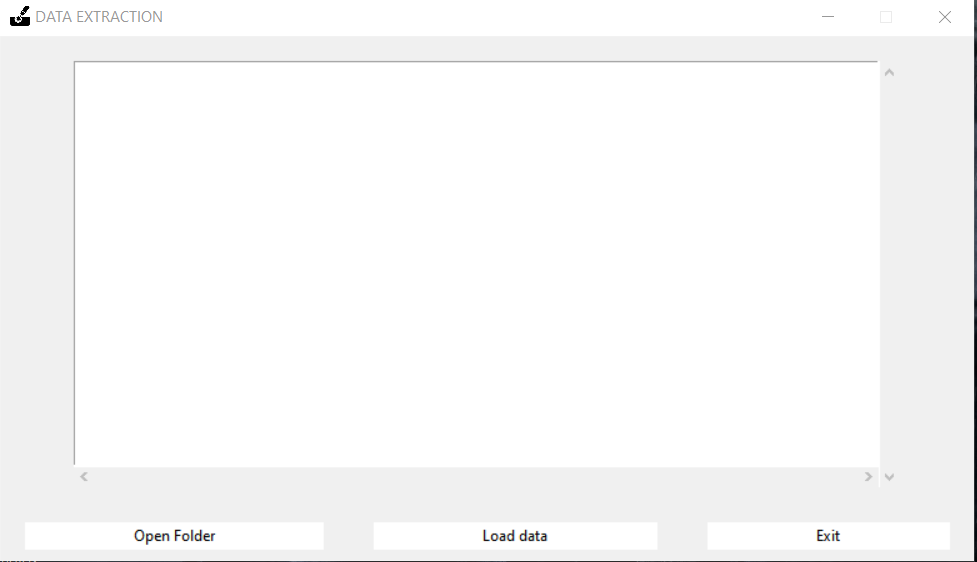 DATA EXTRACTION
Open Folder
Load data
Exit